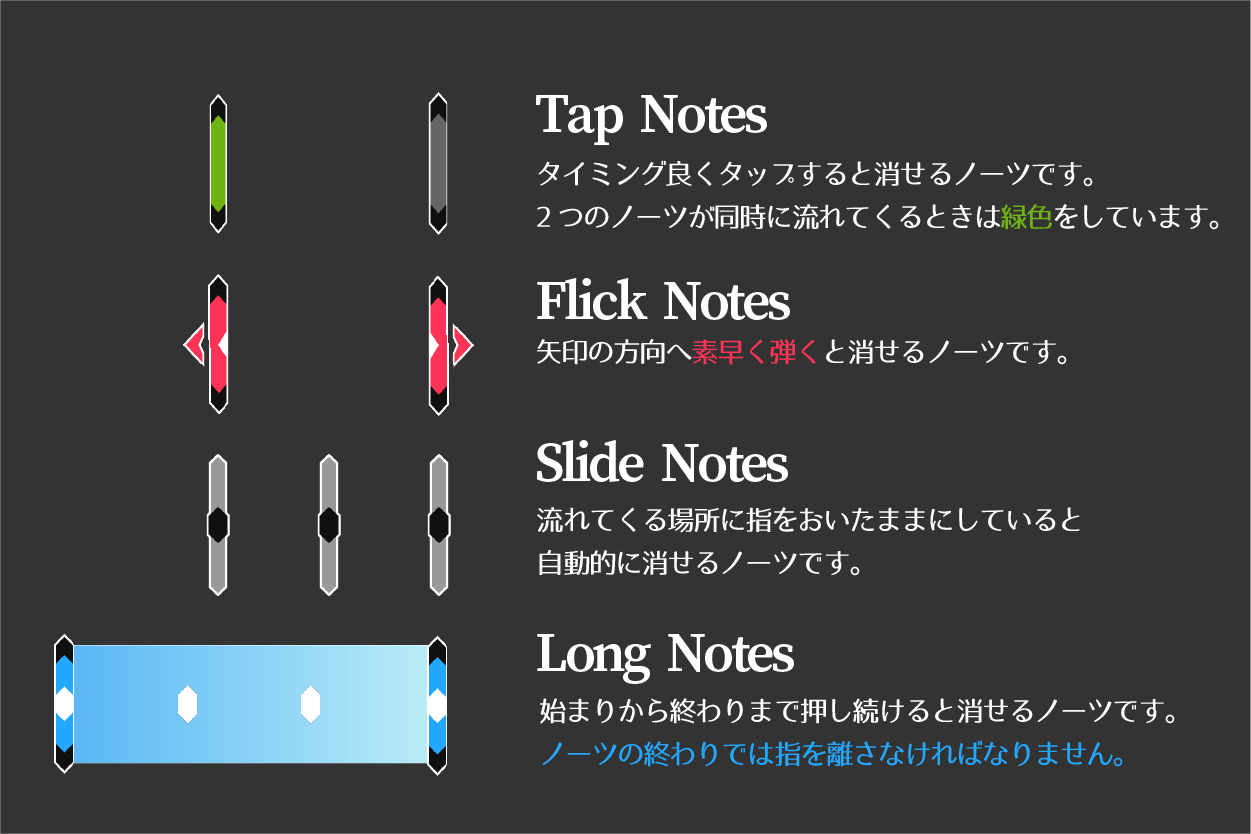 Tap Notes
タイミング良くタップすると消せるノーツです。
2つのノーツが同時に流れてくるときは緑色をしています。
Flick Notes
矢印の方向へ素早く弾くと消せるノーツです。
Slide Notes
流れてくる場所に指をおいたままにしていると
自動的に消せるノーツです。
Long Notes
始まりから終わりまで押し続けると消せるノーツです。
ノーツの終わりでは指を離さなければなりません。